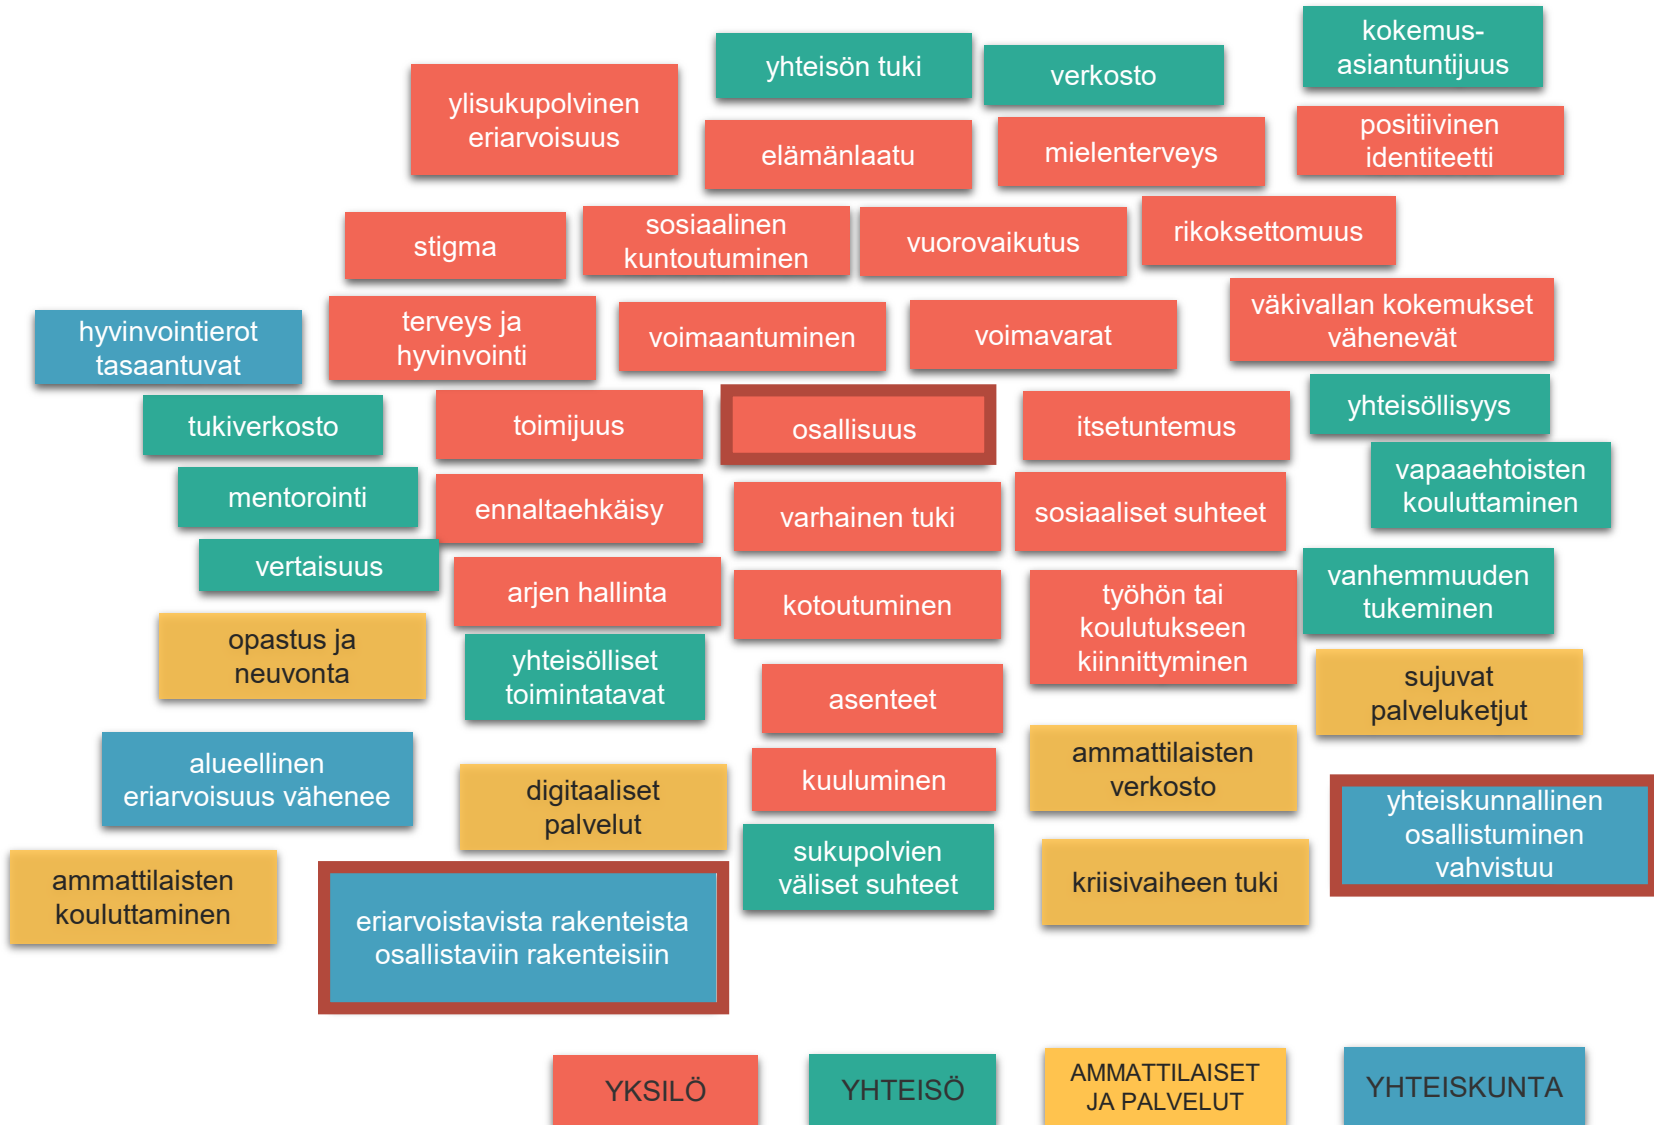 kokemus-
asiantuntijuus
yhteisön tuki
verkosto
ylisukupolvinen
eriarvoisuus
elämänlaatu
mielenterveys
positiivinen
identiteetti
stigma
sosiaalinen
kuntoutuminen
vuorovaikutus
rikoksettomuus
hyvinvointierot
tasaantuvat
terveys ja
hyvinvointi
voimaantuminen
voimavarat
väkivallan kokemukset
vähenevät
tukiverkosto
toimijuus
osallisuus
itsetuntemus
yhteisöllisyys
mentorointi
ennaltaehkäisy
varhainen tuki
sosiaaliset suhteet
vapaaehtoisten
kouluttaminen
vertaisuus
arjen hallinta
kotoutuminen
työhön tai
koulutukseen
kiinnittyminen
vanhemmuuden
tukeminen
opastus ja
neuvonta
yhteisölliset
toimintatavat
asenteet
sujuvat
palveluketjut
alueellinen
eriarvoisuus vähenee
digitaaliset
palvelut
kuuluminen
ammattilaisten
verkosto
yhteiskunnallinen
osallistuminen
vahvistuu
ammattilaisten
kouluttaminen
eriarvoistavista rakenteista
osallistaviin rakenteisiin
sukupolvien
väliset suhteet
kriisivaiheen tuki
YKSILÖ
YHTEISÖ
AMMATTILAISET
JA PALVELUT
YHTEISKUNTA